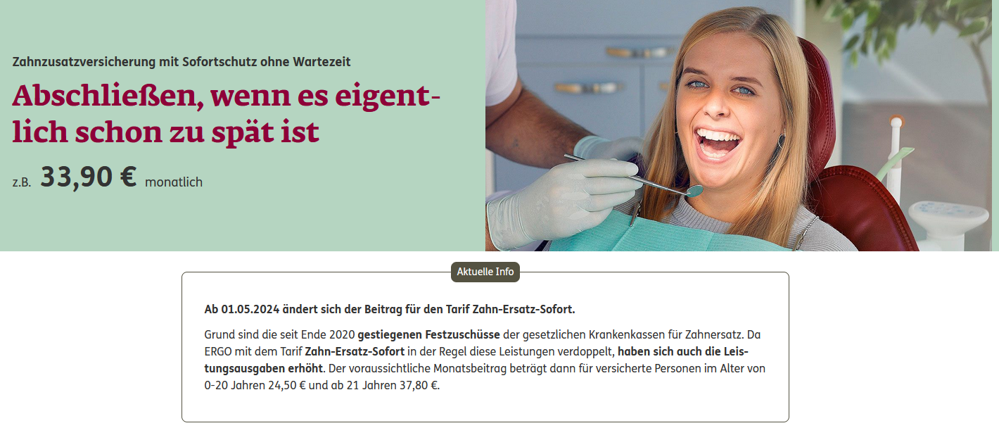 Zahnzusatzversicherung mit Sofortschutz ohne Wartezeit
Abschließen, wenn es eigent-
lich schon zu spät ist
z.B. 33,90 € monatlich
Aktuelle Info
Ab 01.05.2024 ändert sich der Beitrag für den Tarif Zahn-Ersatz-Sofort.
Grund sind die seit Ende 2020 gestiegenen Festzuschüsse der gesetzlichen Krankenkassen für Zahnersatz. Da
ERGO mit dem Tarif Zahn-Ersatz-Sofort in der Regel diese Leistungen verdoppelt, haben sich auch die Leis-
tungsausgaben erhöht. Der voraussichtliche Monatsbeitrag beträgt dann für versicherte Personen im Alter von
0-20 Jahren 24,50 € und ab 21 Jahren 37,80 €.